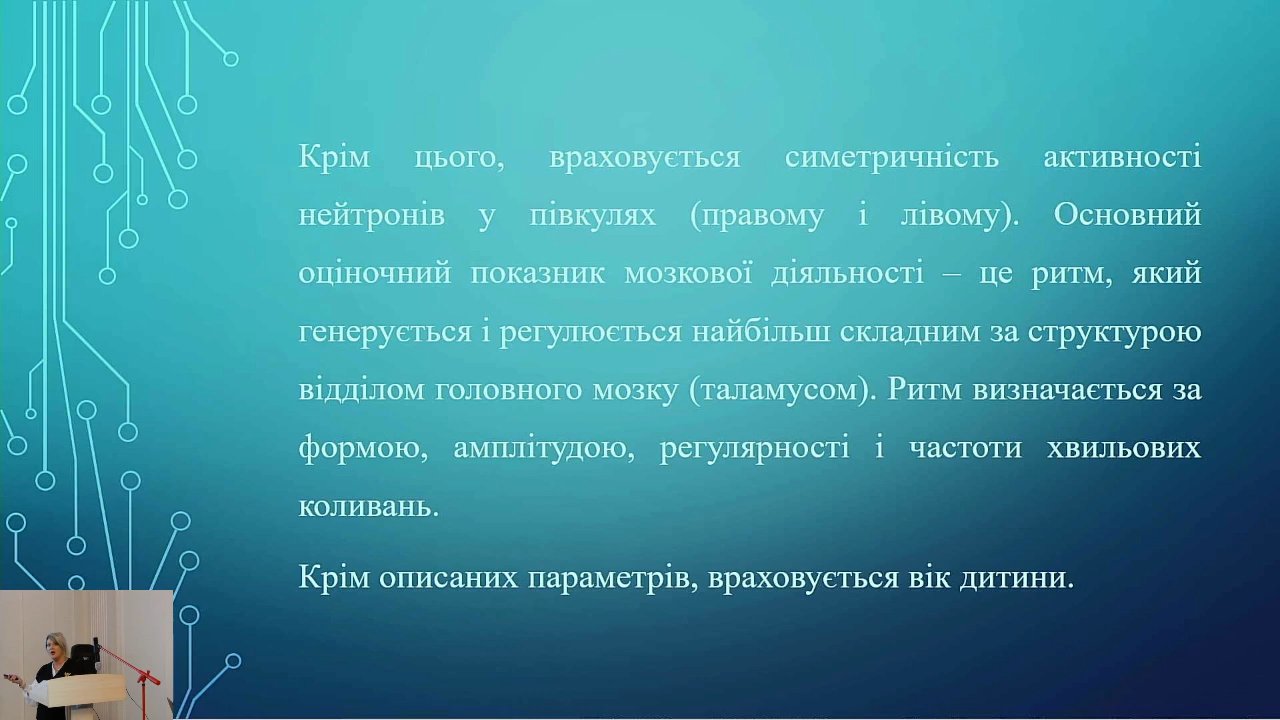 Крім цього, враховується симетричність активності
нейтронів у півкулях (правому і лівому). Основний
оціночний показник мозкової діяльності – це ритм, який
генерується і регулюється найбільш складним за структурою
відділом головного мозку (таламусом). Ритм визначається за
формою, амплітудою, регулярності і частоти хвильових
коливань.
Крім описаних параметрів, враховується вік дитини.